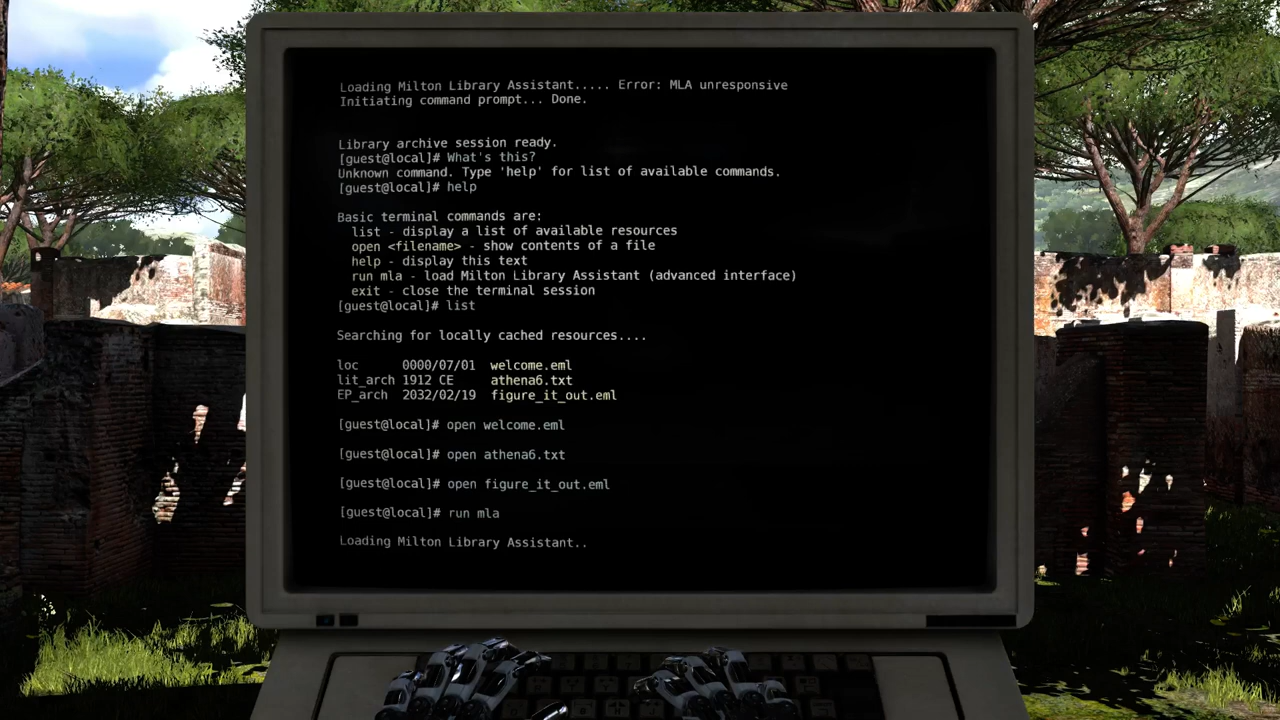 Loading Milton Library Assistant..... Error: MLA unresponsive
Initiating command prompt... Done.
Library archive session ready.
[guest@local]# What's this?
Unknown command. Type 'help' for list of available commands.
[guest@local]# help
Basic terminal commands are:
list - display a list of available resources
open <filename> - show contents of a file
help - display this text
run mla - load Milton Library Assistant (advanced interface)
exit - close the terminal session
[guest@local]# list
Searching for locally cached resources....
loc 0000/07/01 welcome.eml
lit_arch 1912 CE athena6.txt
EP_arch 2032/02/19 figure_it_out.eml
[guest@local]# open welcome.eml
[guest@local]# open athena6.txt
[guest@local]# open figure_it_out.eml
[guest@local]# run mla
Loading Milton Library Assistant..